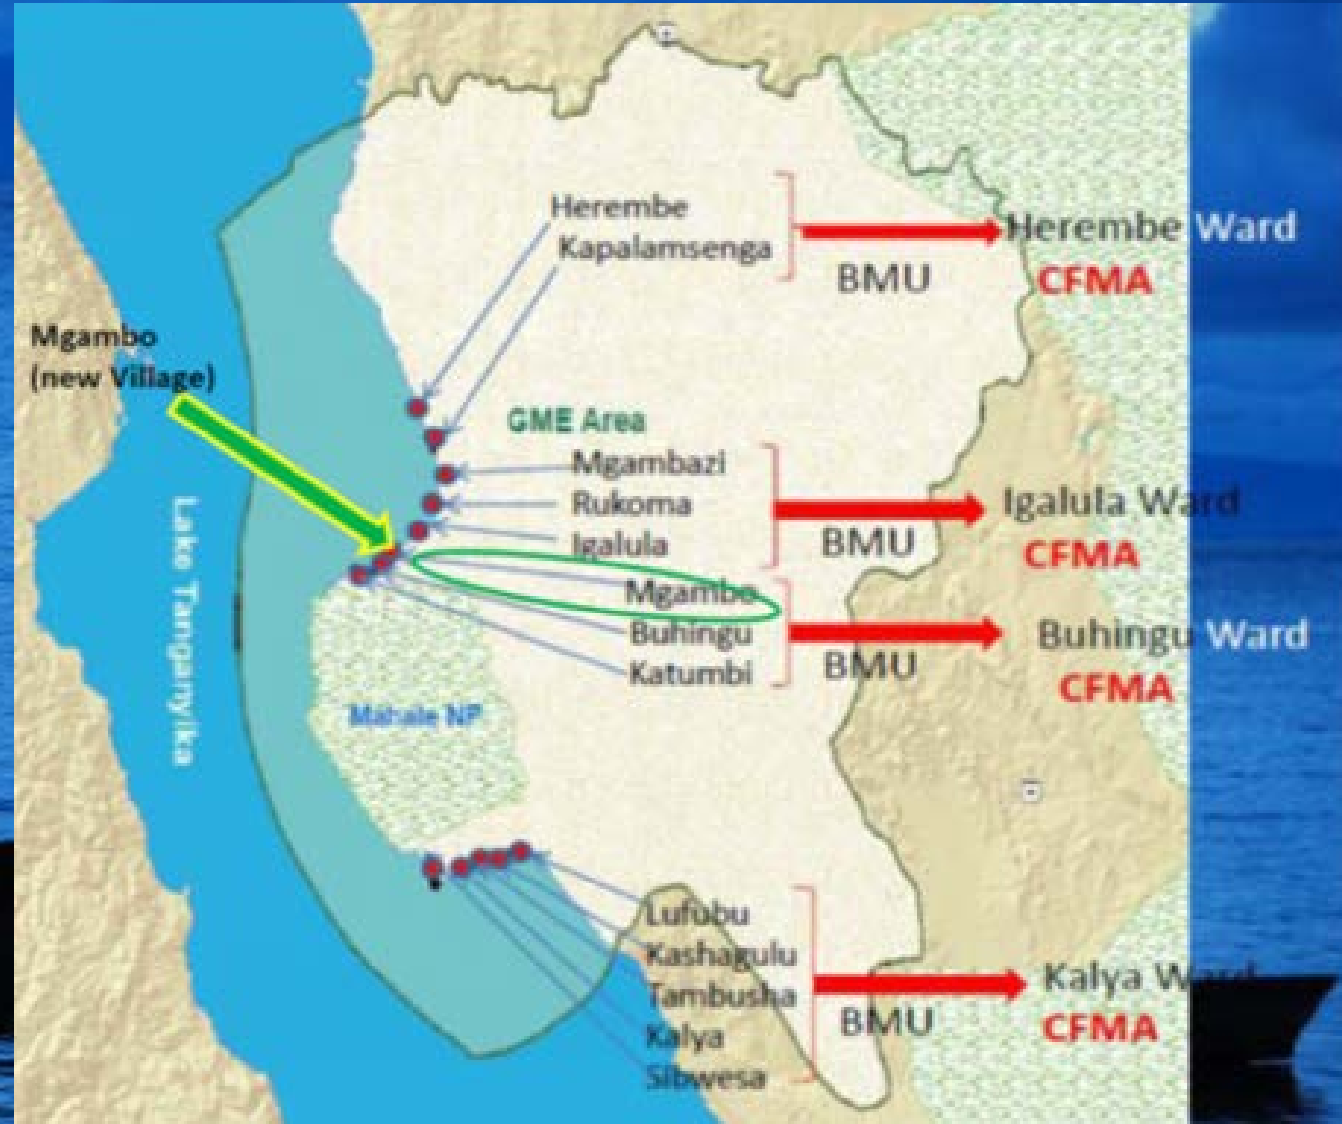 Herembe
Kapalamsenga
BMU
Herembe Ward
CFMA
Mgambo
(new Village)
GME Area
Mgambazi
Rukoma
Igalula
BMU
Igalula Ward
CFMA
Mgambo
Buhingu
Katumbi
BMU
Buhingu Ward
CFMA
Lake Tanganyika
Mahale NP
Lufubu
Kashagulu
Tambusha
Kalya
Sibwesa
BMU
Kalya Ward
CFMA